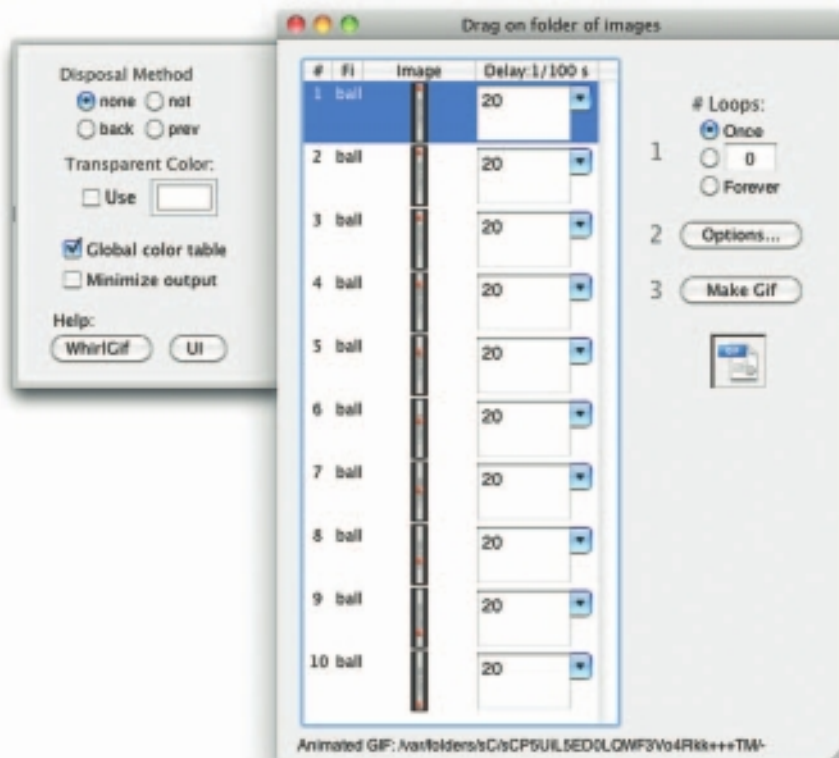 Drag on folder of images
Disposal Method
none not
back prev
Transparent Color:
Use
Global color table
Minimize output
Help:
WhirlGif UI
# Fi Image Delay:1/100 s
1 ball 20
2 ball 20
3 ball 20
4 ball 20
5 ball 20
6 ball 20
7 ball 20
8 ball 20
9 ball 20
10 ball 20
# Loops:
Once
1 0
Forever
2 Options...
3 Make Gif
Animated GIF: